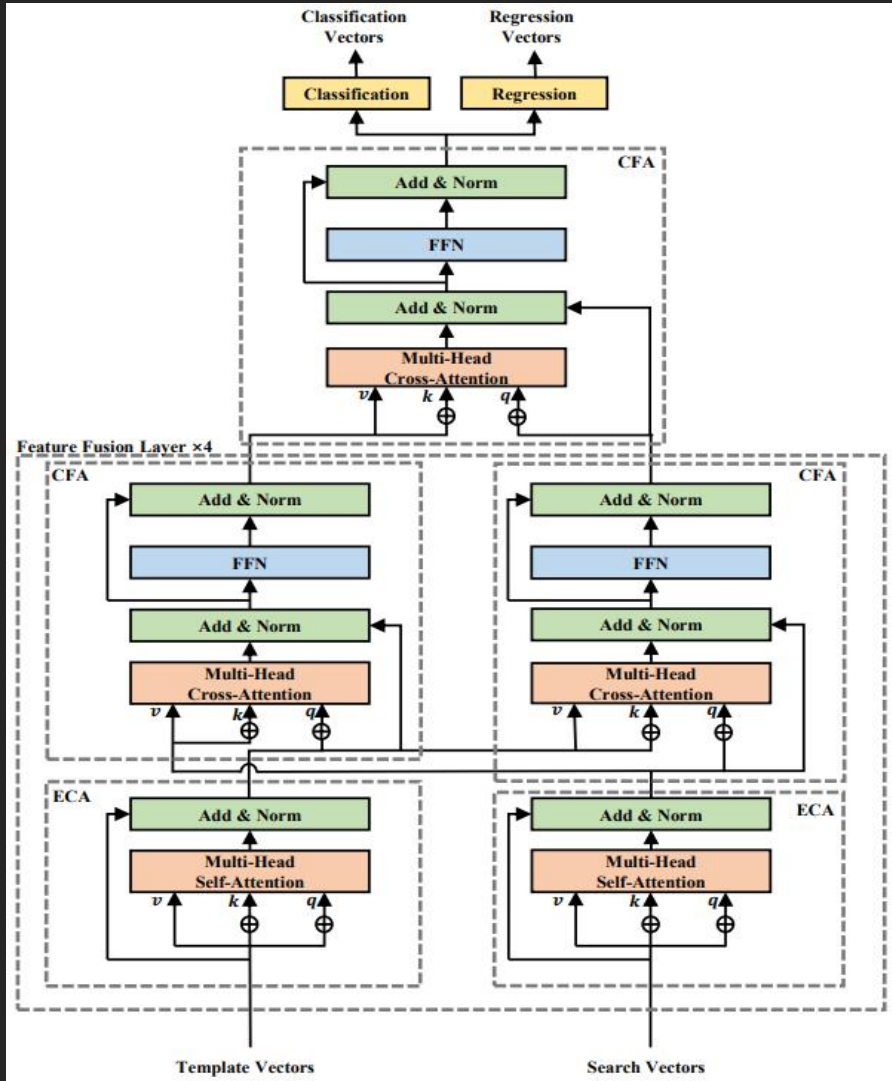 Classification
Vectors
Regression
Vectors
Classification
Regression
CFA
Add & Norm
FFN
Add & Norm
Multi-Head
Cross-Attention
v
k
q
Feature Fusion Layer ×4
CFA
Add & Norm
FFN
Add & Norm
Multi-Head
Cross-Attention
v
k
q
CFA
Add & Norm
FFN
Add & Norm
Multi-Head
Cross-Attention
v
k
q
ECA
Add & Norm
Multi-Head
Self-Attention
v
k
q
ECA
Add & Norm
Multi-Head
Self-Attention
v
k
q
Template Vectors
Search Vectors